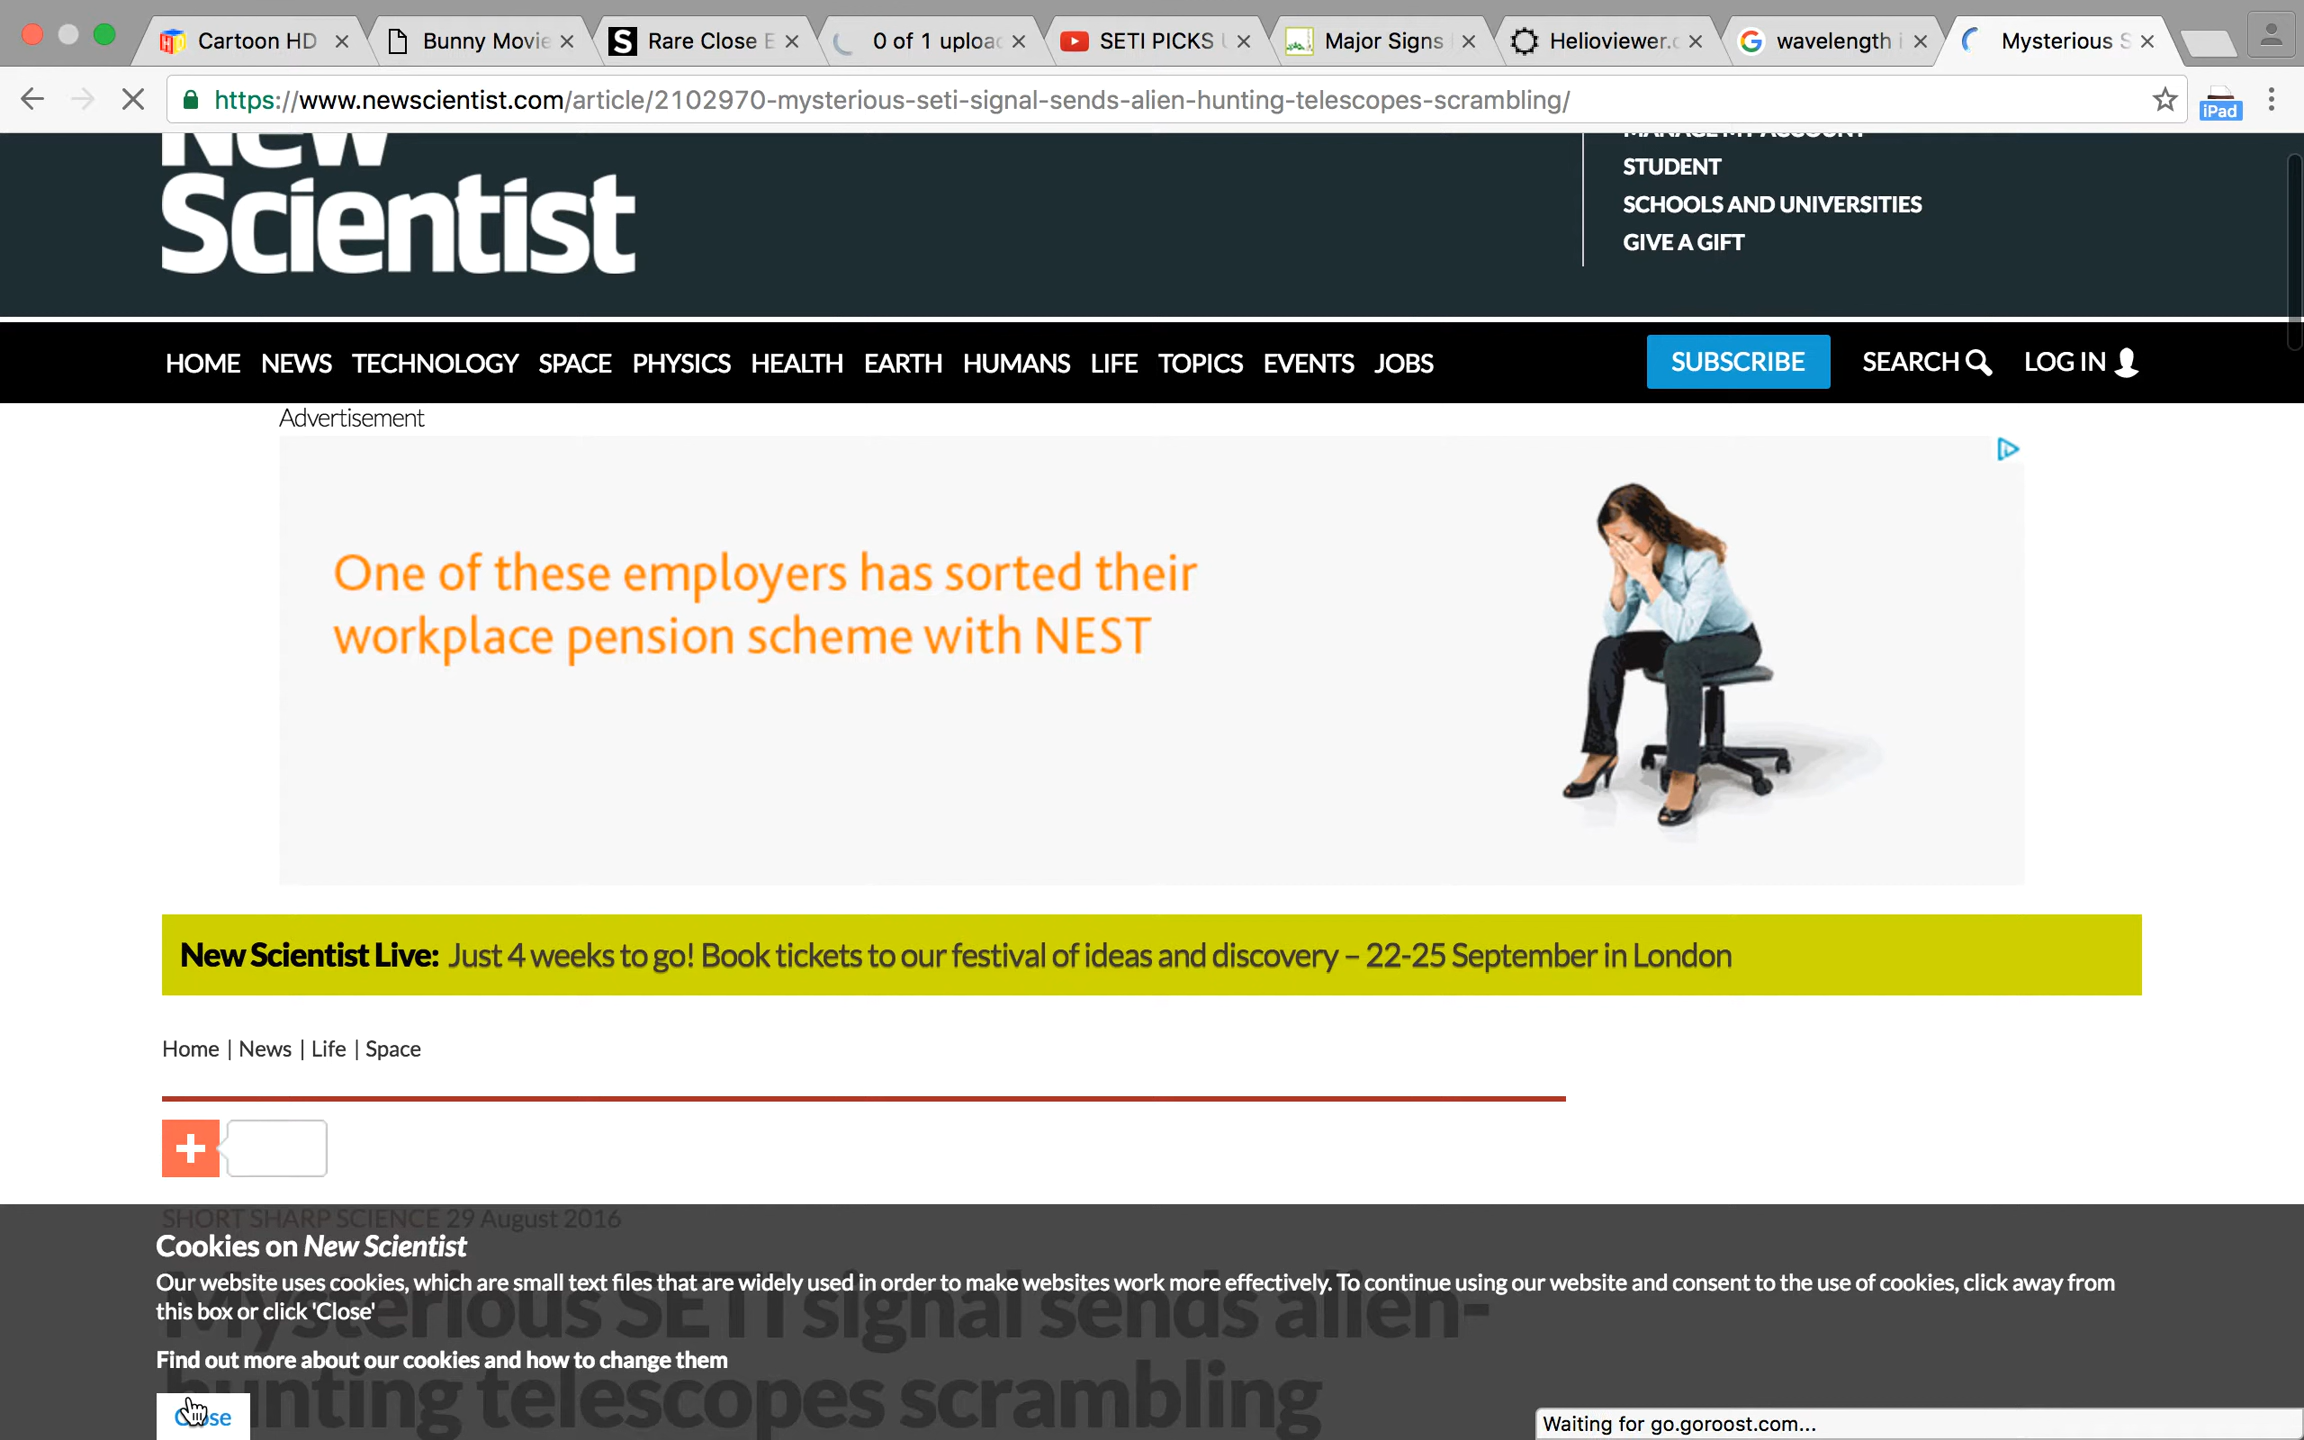 Cartoon HD
Bunny Movie
Rare Close E
0 of 1 uploa
SETI PICKS U
Major Signs
Helioviewer.o
wavelength i
Mysterious S
https://www.newscientist.com/article/2102970-mysterious-seti-signal-sends-alien-hunting-telescopes-scrambling/
iPad
New
Scientist
MANAGE MY ACCOUNT
STUDENT
SCHOOLS AND UNIVERSITIES
GIVE A GIFT
HOME NEWS TECHNOLOGY SPACE PHYSICS HEALTH EARTH HUMANS LIFE TOPICS EVENTS JOBS
SUBSCRIBE
SEARCH
LOG IN
Advertisement
One of these employers has sorted their
workplace pension scheme with NEST
New Scientist Live: Just 4 weeks to go! Book tickets to our festival of ideas and discovery – 22-25 September in London
Home | News | Life | Space
SHORT SHARP SCIENCE 29 August 2016
Cookies on New Scientist
Our website uses cookies, which are small text files that are widely used in order to make websites work more effectively. To continue using our website and consent to the use of cookies, click away from
this box or click 'Close'
Mysterious SETI signal sends alien-
Find out more about our cookies and how to change them
hunting telescopes scrambling
Close
Waiting for go.goroost.com...